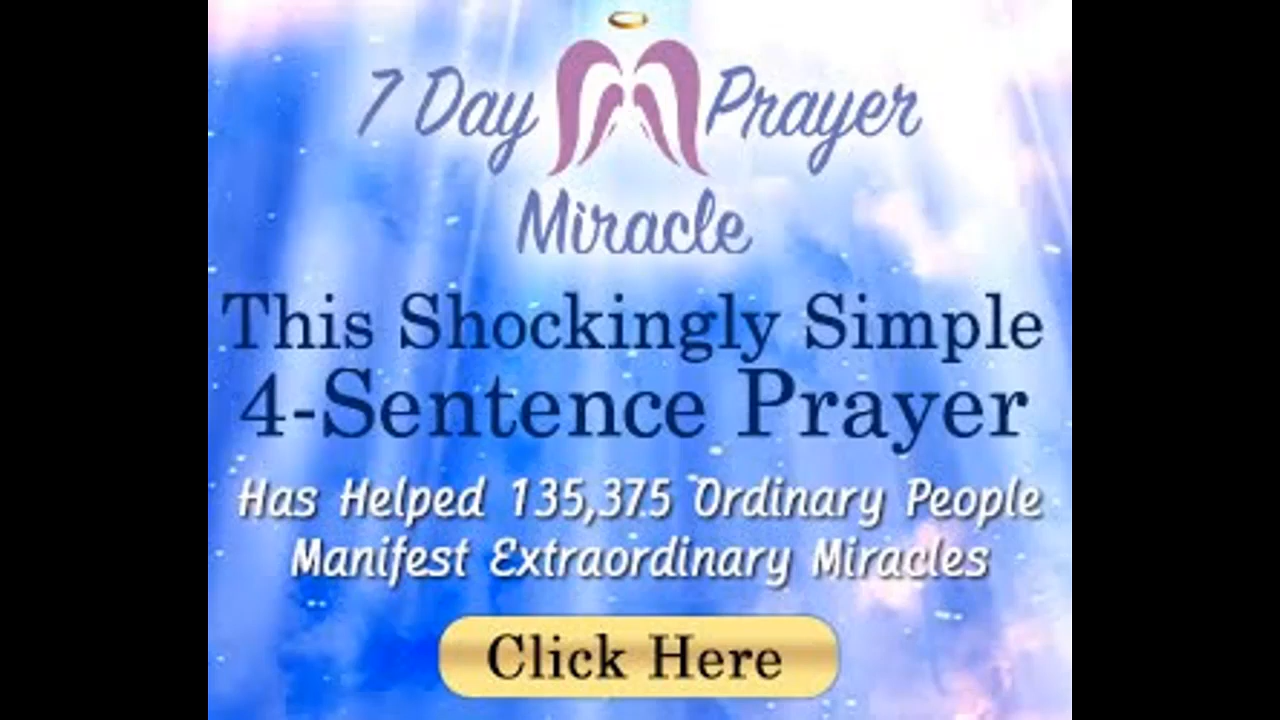 7 Day Prayer
Miracle
This Shockingly Simple
4-Sentence Prayer
Has Helped 135,375 Ordinary People
Manifest Extraordinary Miracles
Click Here